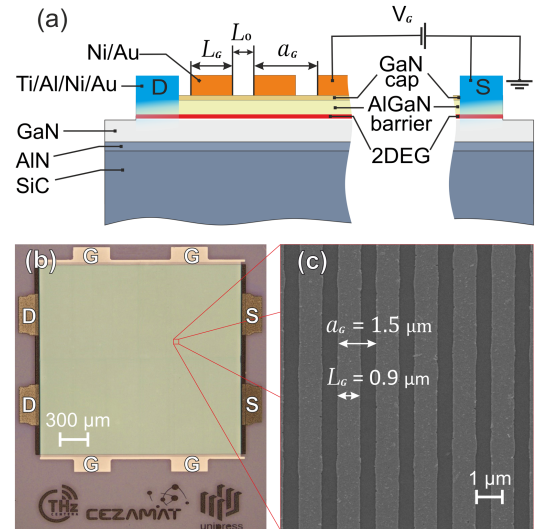 (a)
Ni/Au
L_G
L_0
a_G
V_G
Ti/Al/Ni/Au
D
GaN cap
S
GaN
AlGaN barrier
AlN
2DEG
SiC
(b)
G G
D S
D S
300 µm
G G
THz
CENTERA
CEZAMAT
unipress
(c)
a_G = 1.5 µm
L_G = 0.9 µm
1 µm